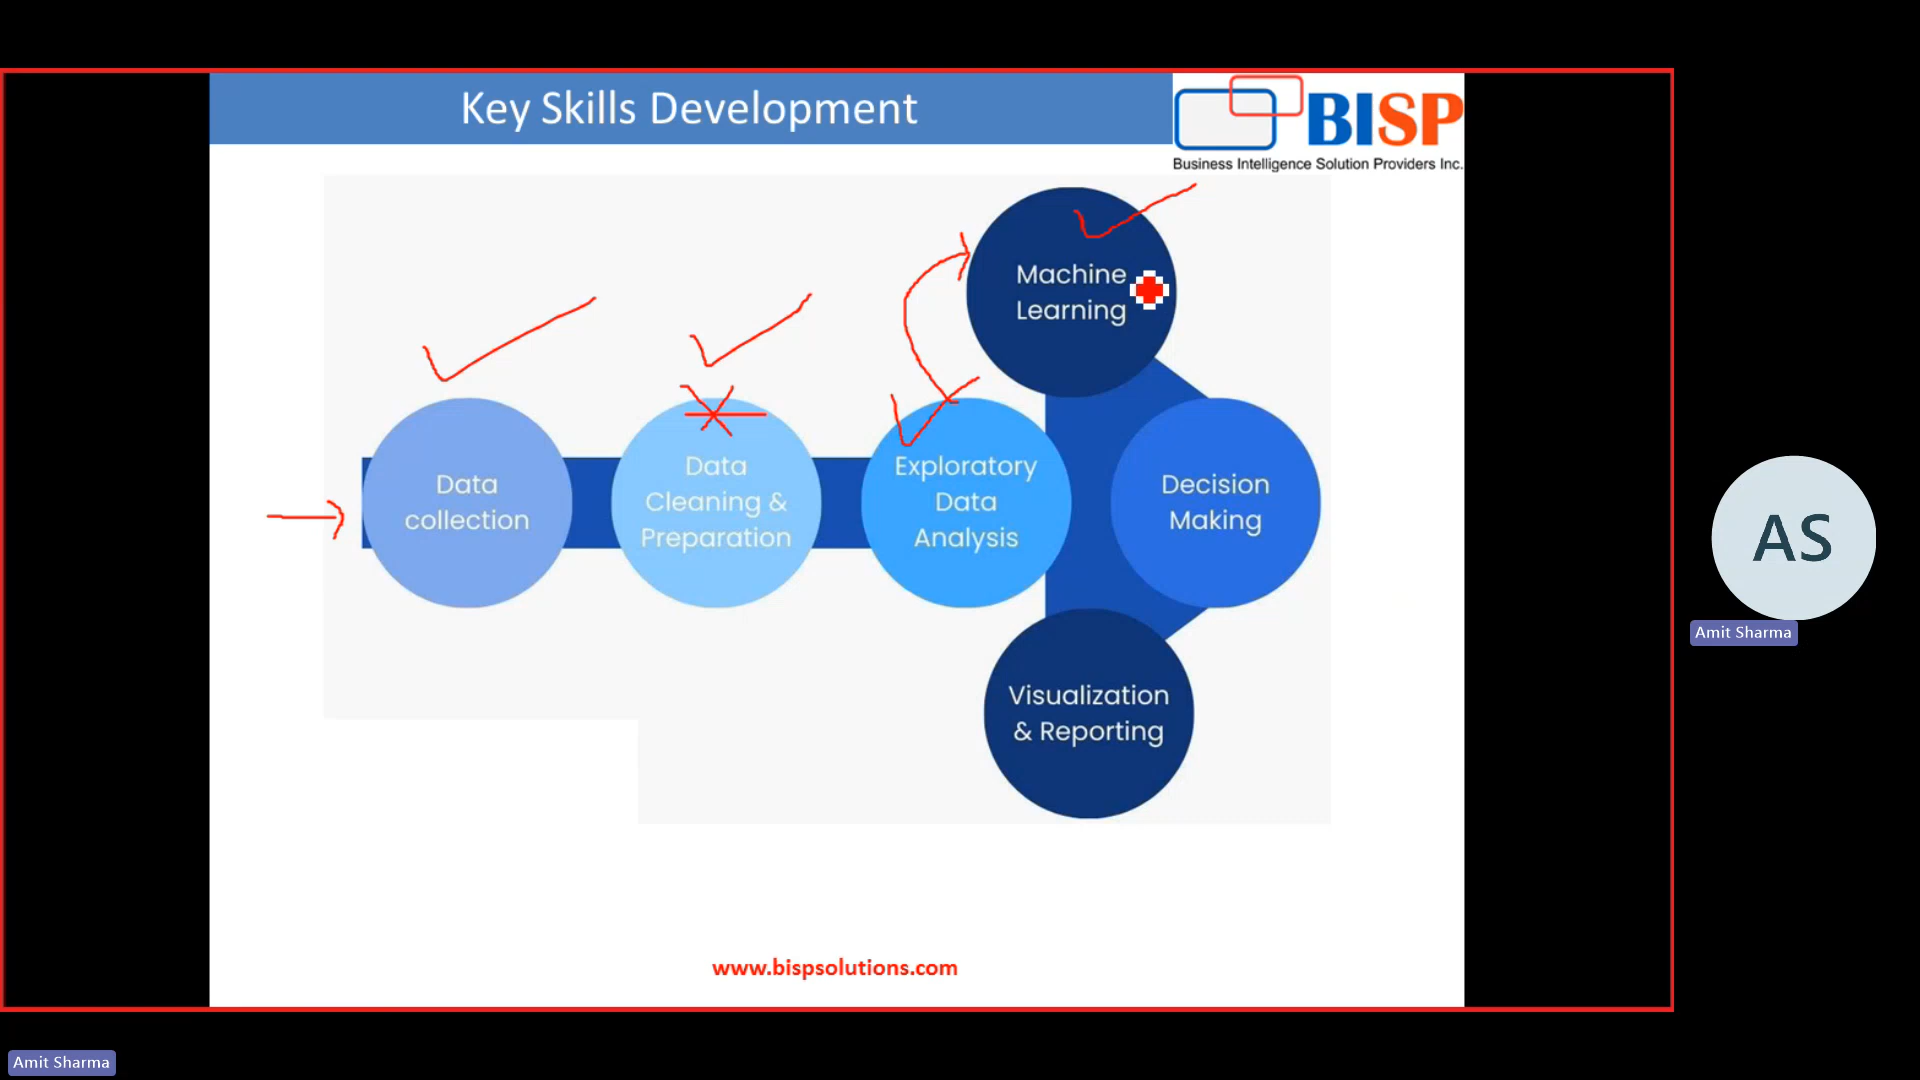 Key Skills Development
BISP
Business Intelligence Solution Providers Inc.
Machine
Learning
Data
collection
Data
Cleaning &
Preparation
Exploratory
Data
Analysis
Decision
Making
Visualization
& Reporting
www.bispsolutions.com
AS
Amit Sharma
Amit Sharma